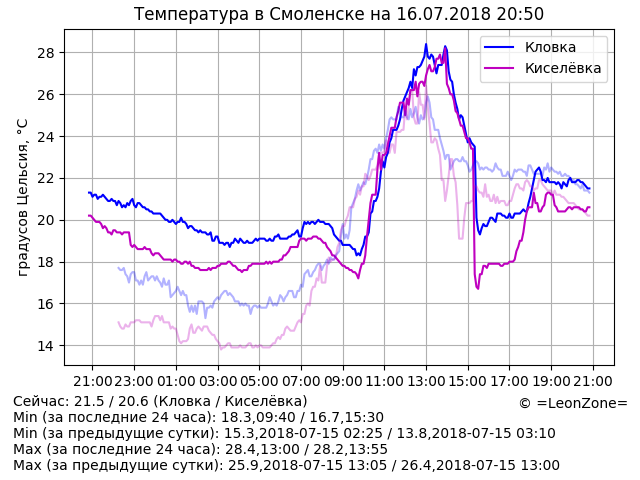 Температура в Смоленске на 16.07.2018 20:50
Кловка
Киселёвка
градусов Цельсия, °C
28
26
24
22
20
18
16
14
21:00 23:00 01:00 03:00 05:00 07:00 09:00 11:00 13:00 15:00 17:00 19:00 21:00
Сейчас: 21.5 / 20.6 (Кловка / Киселёвка)
© =LeonZone=
Min (за последние 24 часа): 18.3,09:40 / 16.7,15:30
Min (за предыдущие сутки): 15.3,2018-07-15 02:25 / 13.8,2018-07-15 03:10
Max (за последние 24 часа): 28.4,13:00 / 28.2,13:55
Max (за предыдущие сутки): 25.9,2018-07-15 13:05 / 26.4,2018-07-15 13:00